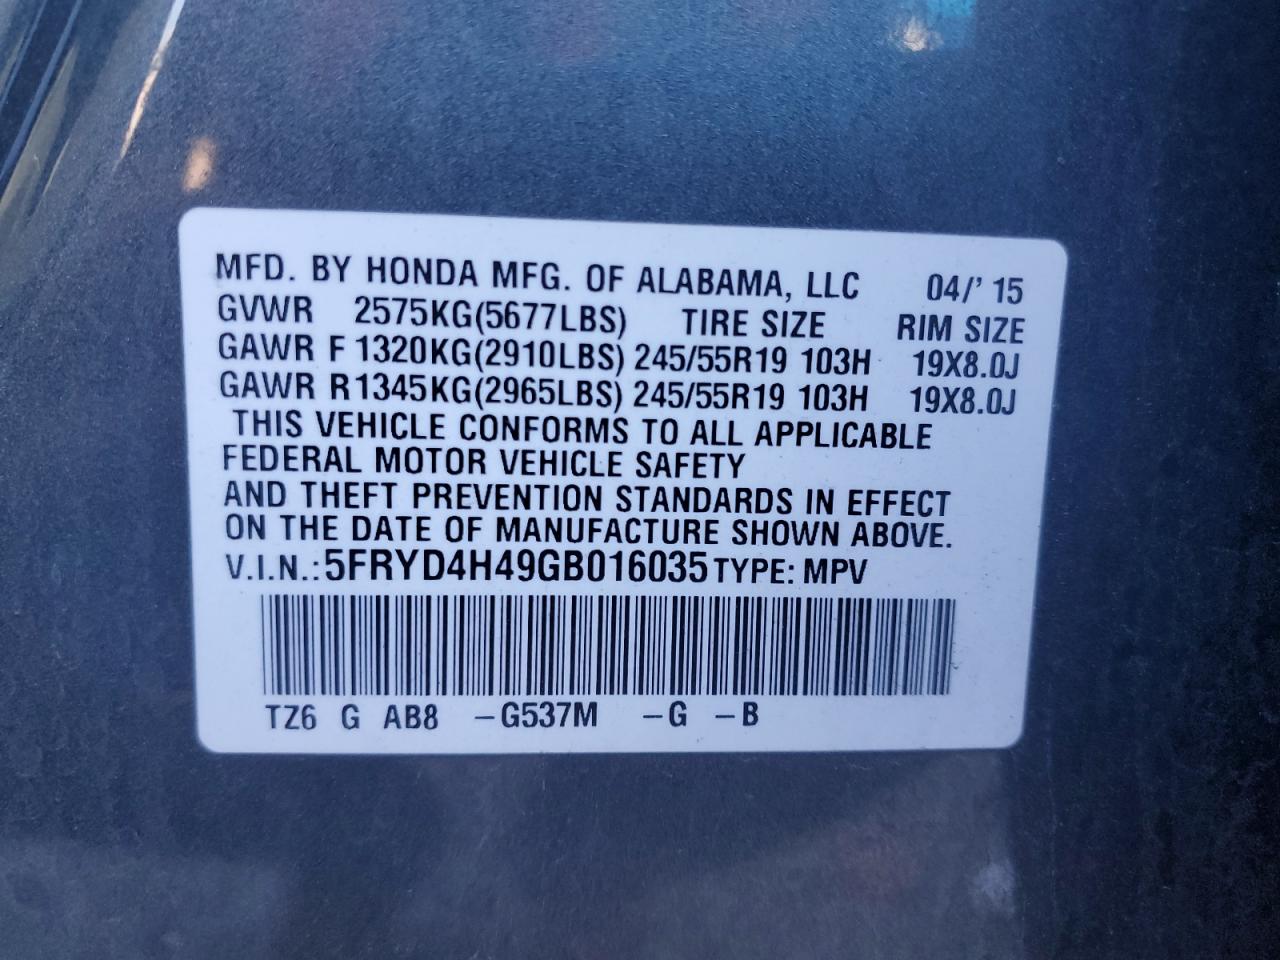 MFD. BY HONDA MFG. OF ALABAMA, LLC 04/' 15
GVWR 2575KG(5677LBS) TIRE SIZE RIM SIZE
GAWR F 1320KG(2910LBS) 245/55R19 103H 19X8.0J
GAWR R1345KG(2965LBS) 245/55R19 103H 19X8.0J
THIS VEHICLE CONFORMS TO ALL APPLICABLE
FEDERAL MOTOR VEHICLE SAFETY
AND THEFT PREVENTION STANDARDS IN EFFECT
ON THE DATE OF MANUFACTURE SHOWN ABOVE.
V.I.N.: 5FRYD4H49GB016035 TYPE: MPV
TZ6 G AB8 -G537M -G -B